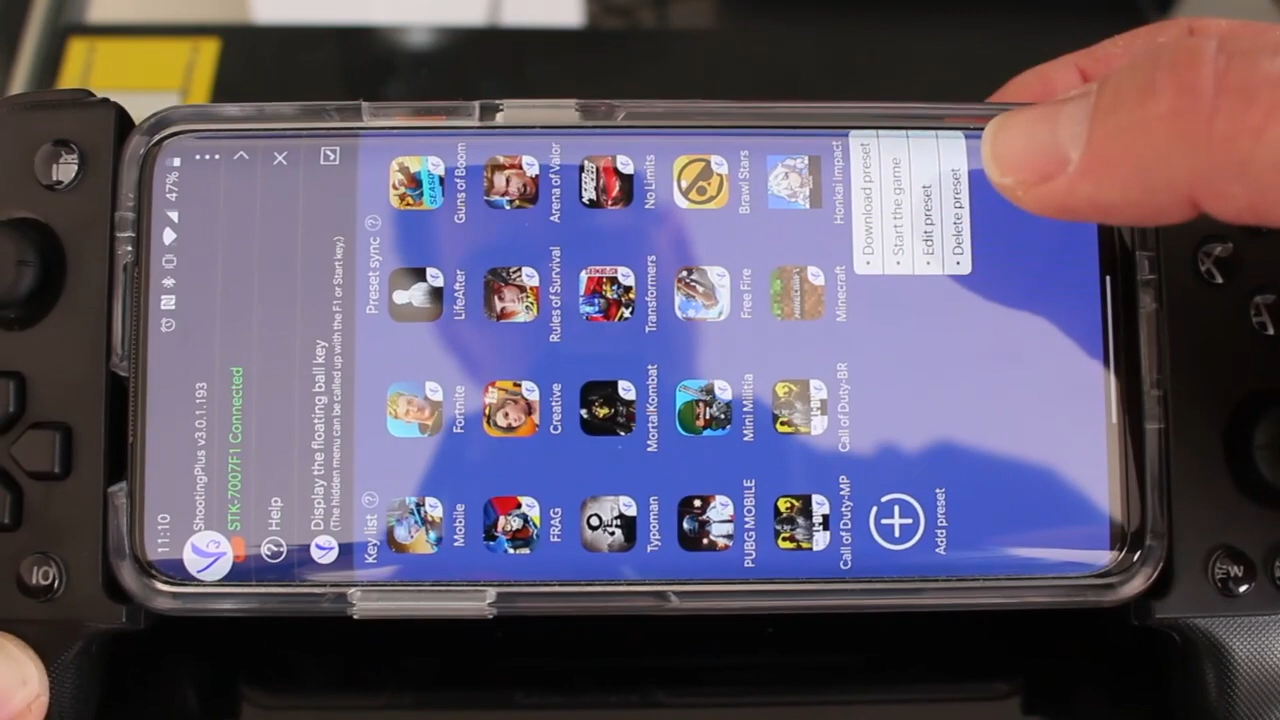 11:10
47%
ShootingPlus v3.0.1.193
STK-7007F1 Connected
? Help
Display the floating ball key
(The hidden menu can be called up with the F1 or Start key.)
Key list ?
Preset sync ?
Mobile
Fortnite
LifeAfter
Guns of Boom
FRAG
Creative
Rules of Survival
Arena of Valor
Typoman
MortalKombat
Transformers
No Limits
PUBG MOBILE
Mini Militia
Free Fire
Brawl Stars
Call of Duty-MP
Call of Duty-BR
Minecraft
Honkai Impact
Add preset
• Download preset
• Start the game
• Edit preset
• Delete preset